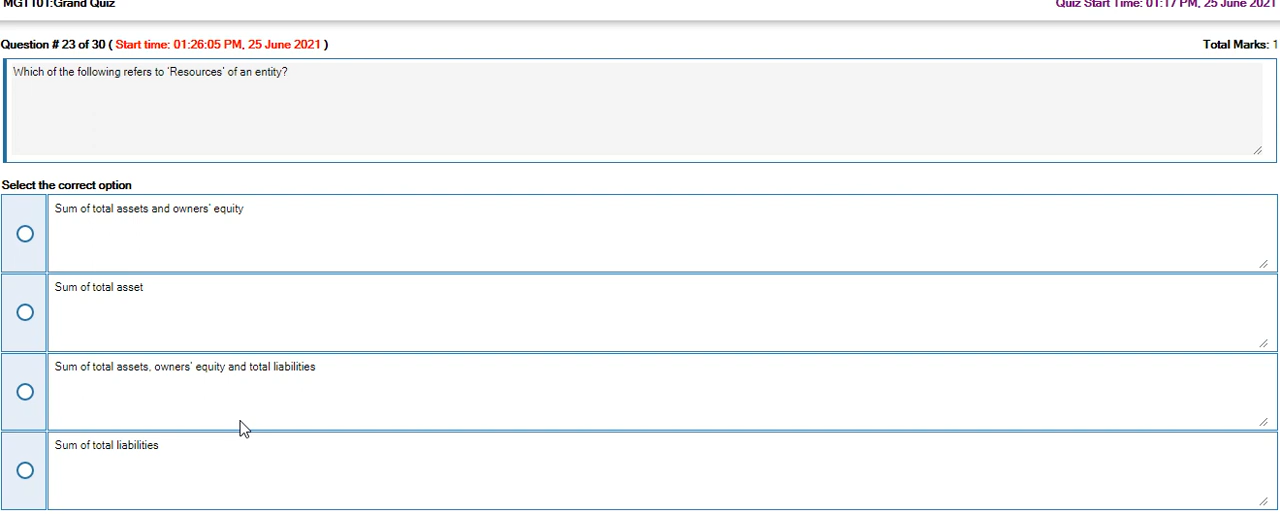 MGT101:Grand Quiz Quiz Start Time: 01:17 PM, 25 June 2021
Question # 23 of 30 ( Start time: 01:26:05 PM, 25 June 2021 ) Total Marks: 1
Which of the following refers to 'Resources' of an entity?
Select the correct option
Sum of total assets and owners' equity
Sum of total asset
Sum of total assets, owners' equity and total liabilities
Sum of total liabilities